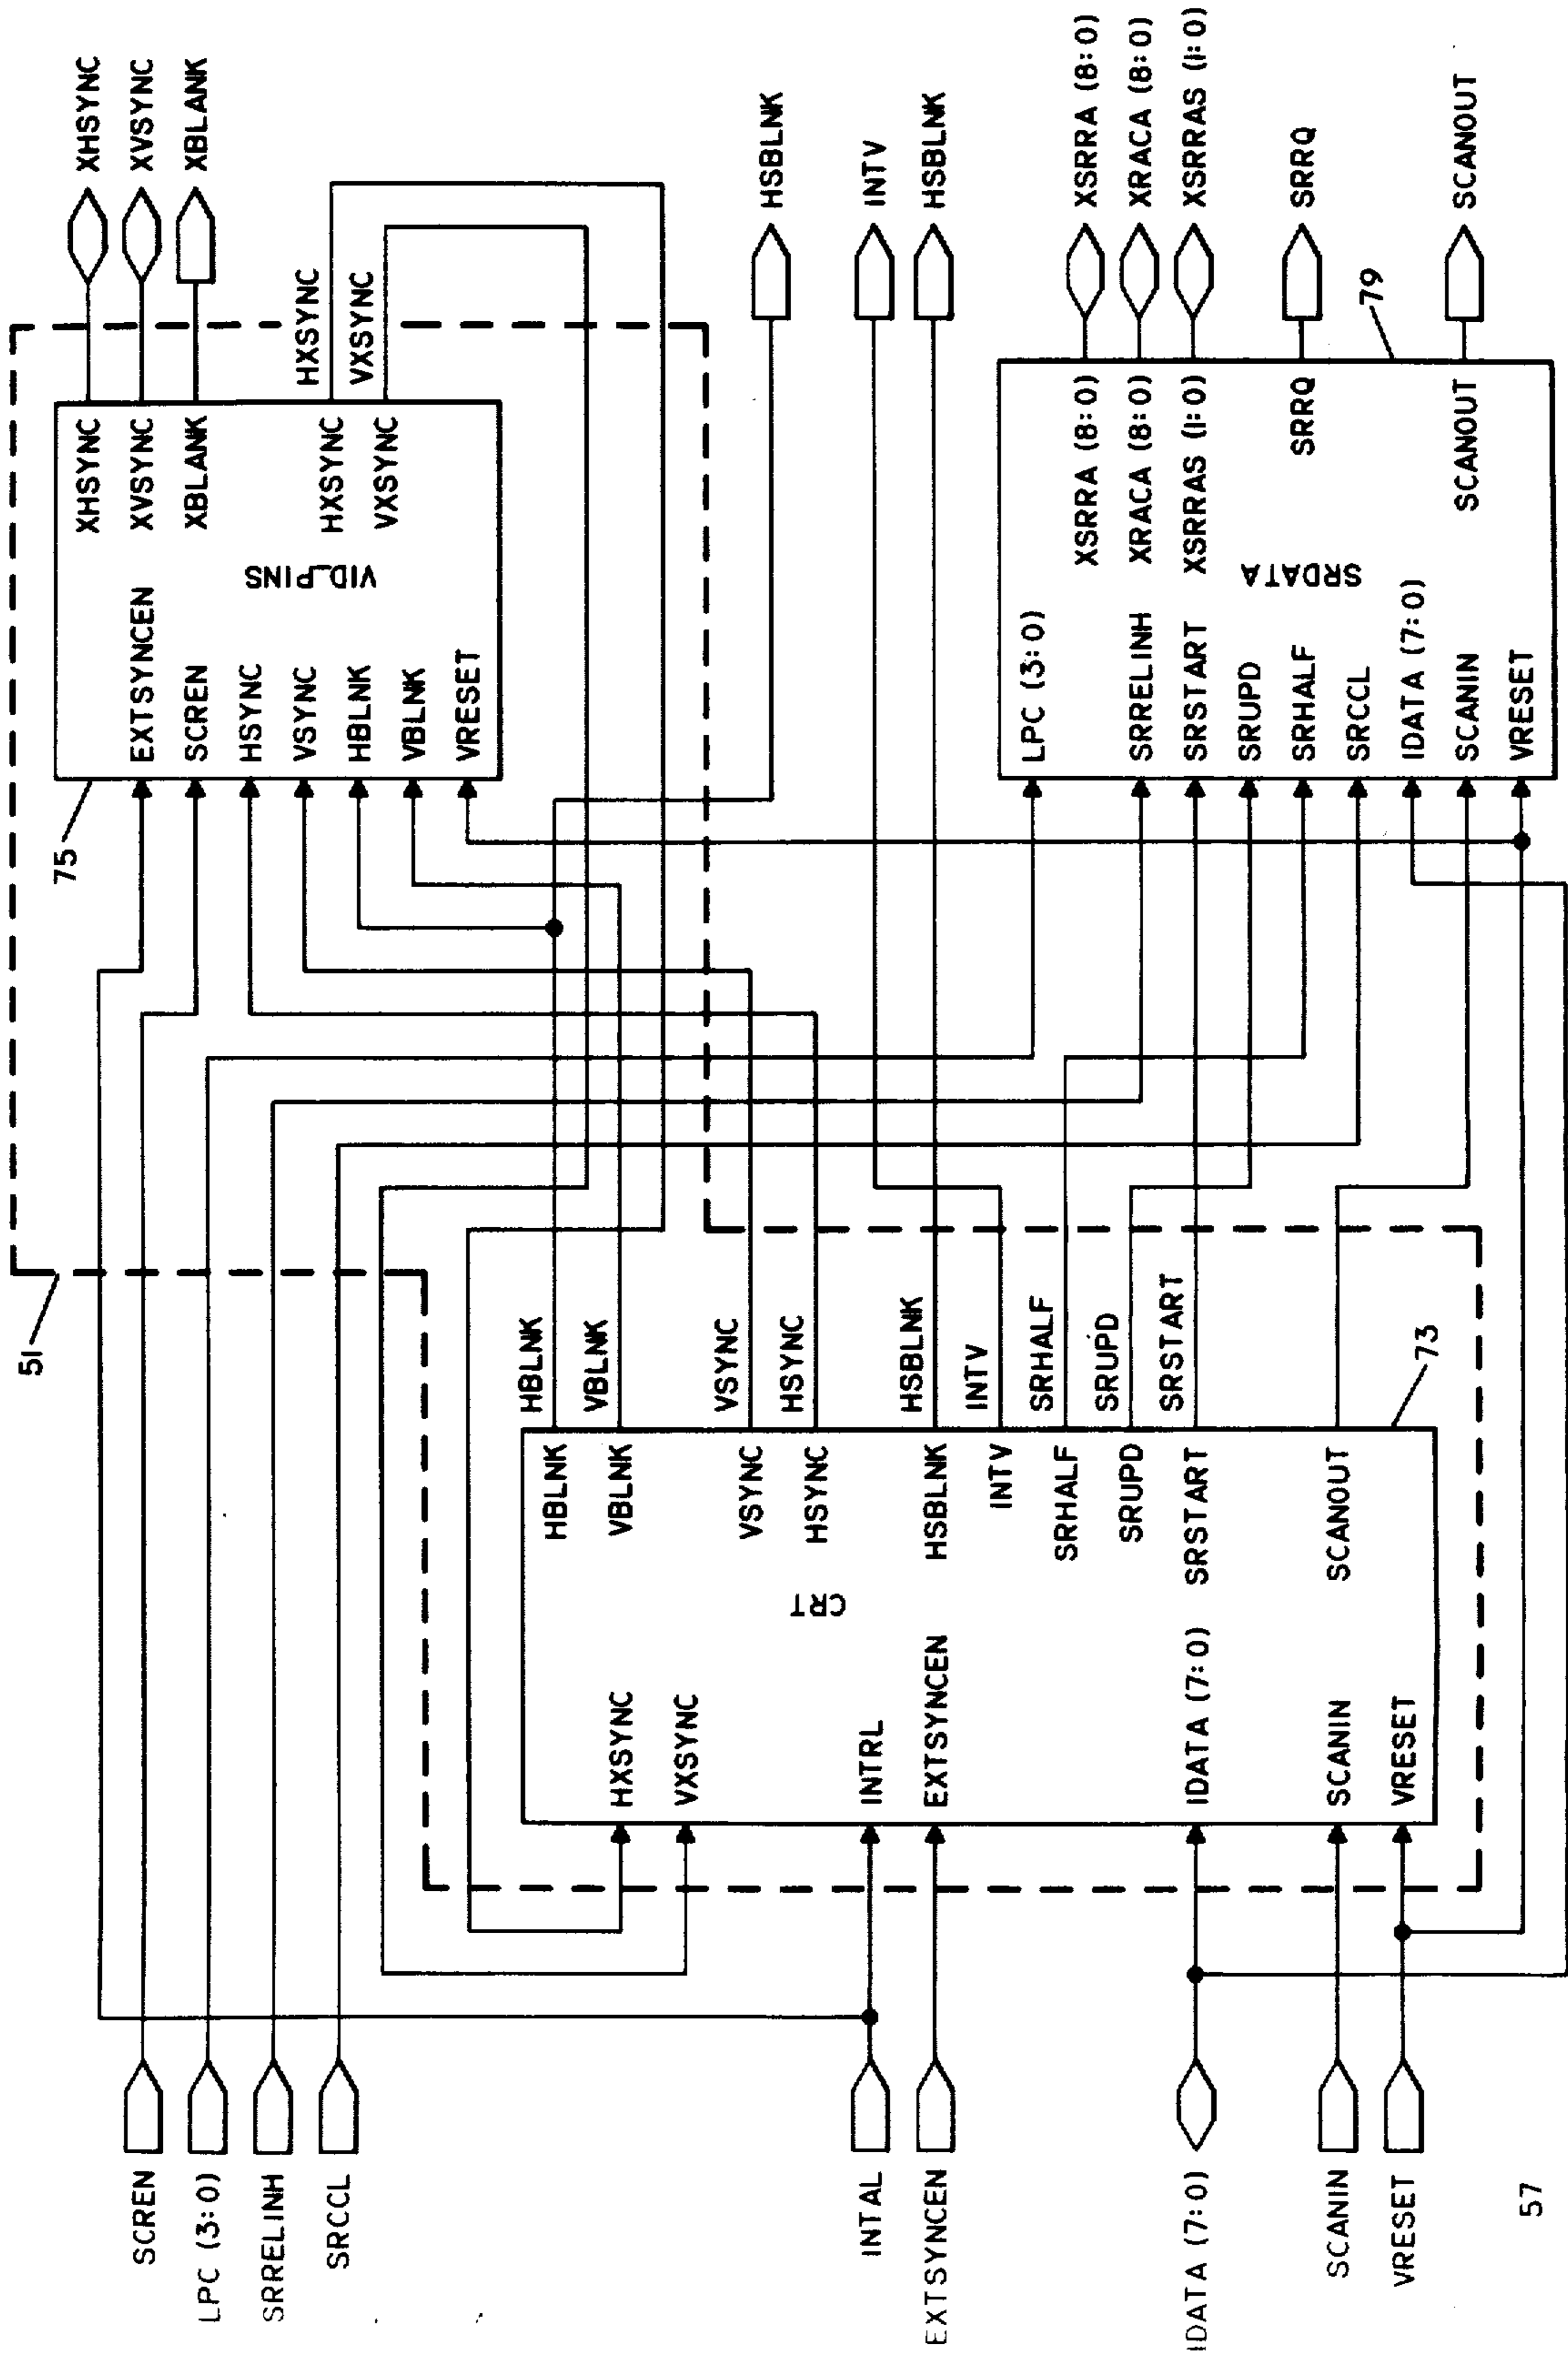 SCREN
LPC (3:0)
SRRELINH
SRCCL
INTAL
EXTSYNCEN
IDATA (7:0)
SCANIN
VRESET
57
51
HXSYNC
VXSYNC
INTRL
EXTSYNCEN
IDATA (7:0)
SCANIN
VRESET
CRT
HBLNK
VBLNK
VSYNC
HSYNC
HSBLNK
INTV
SRHALF
SRUPD
SRSTART
SCANOUT
73
HBLNK
VBLNK
VSYNC
HSYNC
HSBLNK
INTV
SRHALF
SRUPD
SRSTART
75
EXTSYNCEN
SCREN
HSYNC
VSYNC
HBLNK
VBLNK
VRESET
VID_PINS
XHSYNC
XVSYNC
XBLANK
HXSYNC
VXSYNC
HXSYNC
VXSYNC
LPC (3:0)
SRRELINH
SRSTART
SRUPD
SRHALF
SRCCL
IDATA (7:0)
SCANIN
VRESET
SRDATA
XSRRA (8:0)
XRACA (8:0)
XSRRAS (1:0)
SRRQ
SCANOUT
79
XHSYNC
XVSYNC
XBLANK
HSBLNK
INTV
HSBLNK
XSRRA (8:0)
XRACA (8:0)
XSRRAS (1:0)
SRRQ
SCANOUT